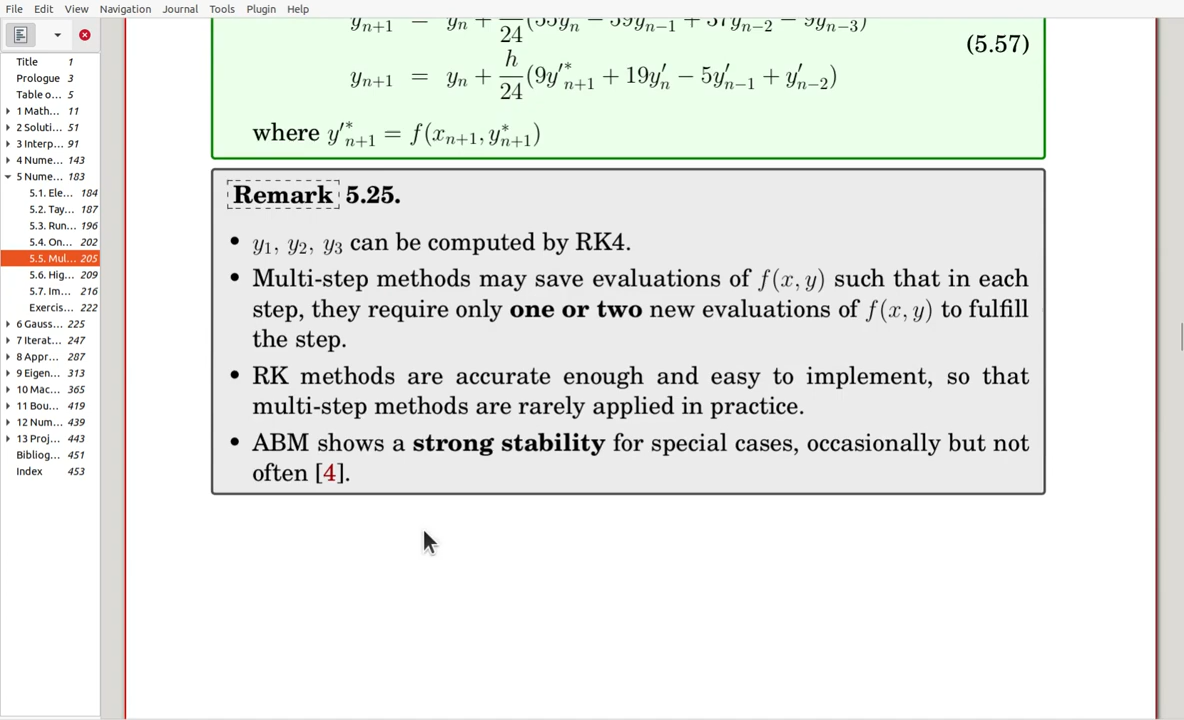 File Edit View Navigation Journal Tools Plugin Help
Title 1
Prologue 3
Table o... 5
1 Math... 11
2 Soluti... 51
3 Interp... 91
4 Nume... 143
5 Nume... 183
5.1. Ele... 184
5.2. Tay... 187
5.3. Run... 196
5.4. On... 202
5.5. Mul... 205
5.6. Hig... 209
5.7. Im... 216
Exercis... 222
6 Gauss... 225
7 Iterat... 247
8 Appr... 287
9 Eigen... 313
10 Mac... 365
11 Bou... 419
12 Num... 439
13 Proj... 443
Bibliog... 451
Index 453
(5.57)
y_{n+1} = y_n + h/24 (9y'^*_{n+1} + 19y'_n − 5y'_{n−1} + y'_{n−2})
where y'^*_{n+1} = f(x_{n+1}, y^*_{n+1})
Remark 5.25.
• y_1, y_2, y_3 can be computed by RK4.
• Multi-step methods may save evaluations of f(x, y) such that in each
step, they require only one or two new evaluations of f(x, y) to fulfill
the step.
• RK methods are accurate enough and easy to implement, so that
multi-step methods are rarely applied in practice.
• ABM shows a strong stability for special cases, occasionally but not
often [4].